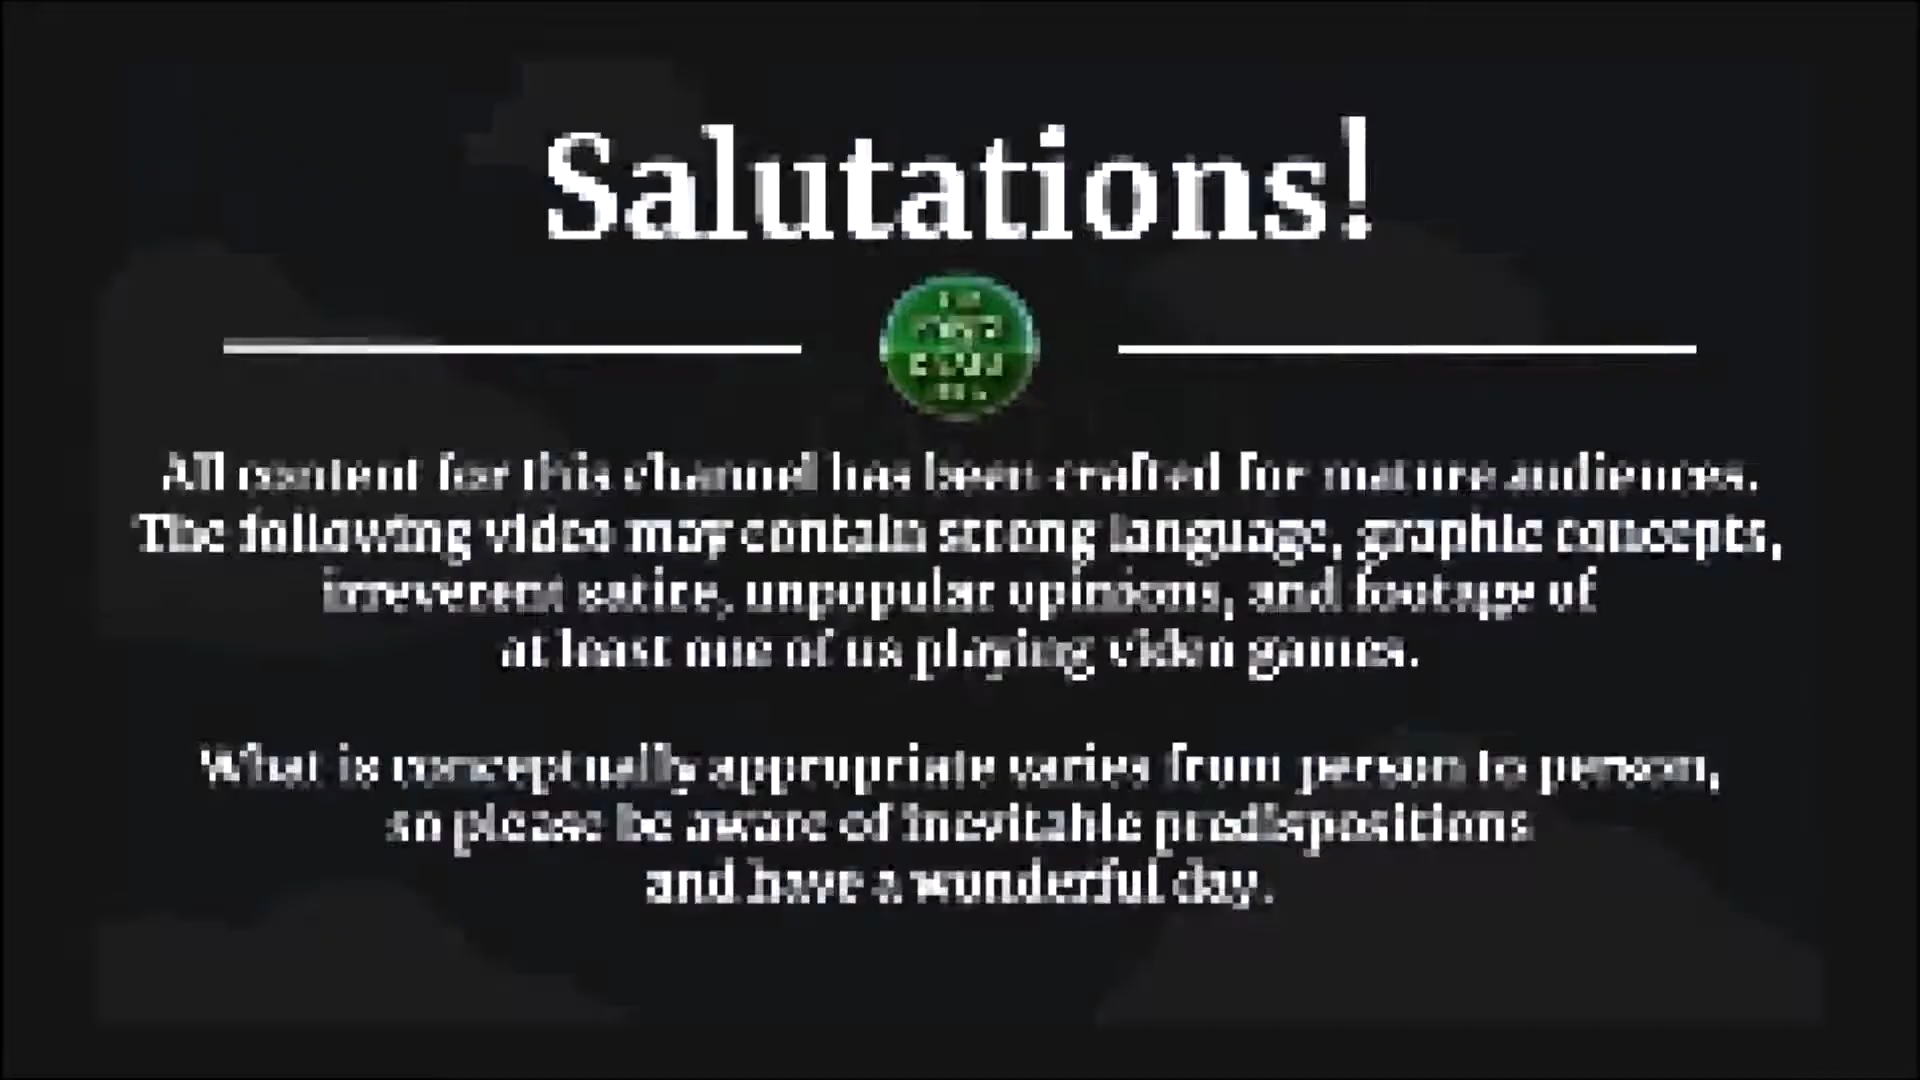 Salutations!
All content for this channel has been crafted for mature audiences.
The following video may contain strong language, graphic concepts,
irreverent satire, unpopular opinions, and footage of
at least one of us playing video games.
What is conceptually appropriate varies from person to person,
so please be aware of inevitable predispositions
and have a wonderful day.